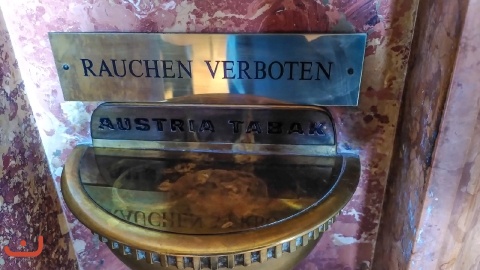 RAUCHEN VERBOTEN
AUSTRIA TABAK